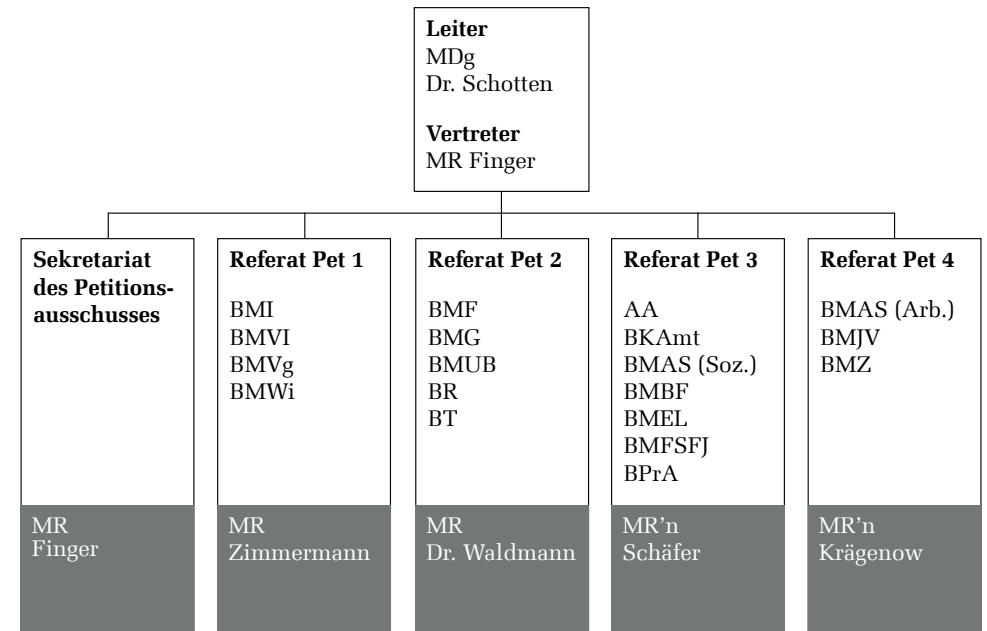 Leiter
MDg
Dr. Schotten
Vertreter
MR Finger
Sekretariat
des Petitions-
ausschusses
MR
Finger
Referat Pet 1
BMI
BMVI
BMVg
BMWi
MR
Zimmermann
Referat Pet 2
BMF
BMG
BMUB
BR
BT
MR
Dr. Waldmann
Referat Pet 3
AA
BKAmt
BMAS (Soz.)
BMBF
BMEL
BMFSFJ
BPrA
MR’n
Schäfer
Referat Pet 4
BMAS (Arb.)
BMJV
BMZ
MR’n
Krägenow